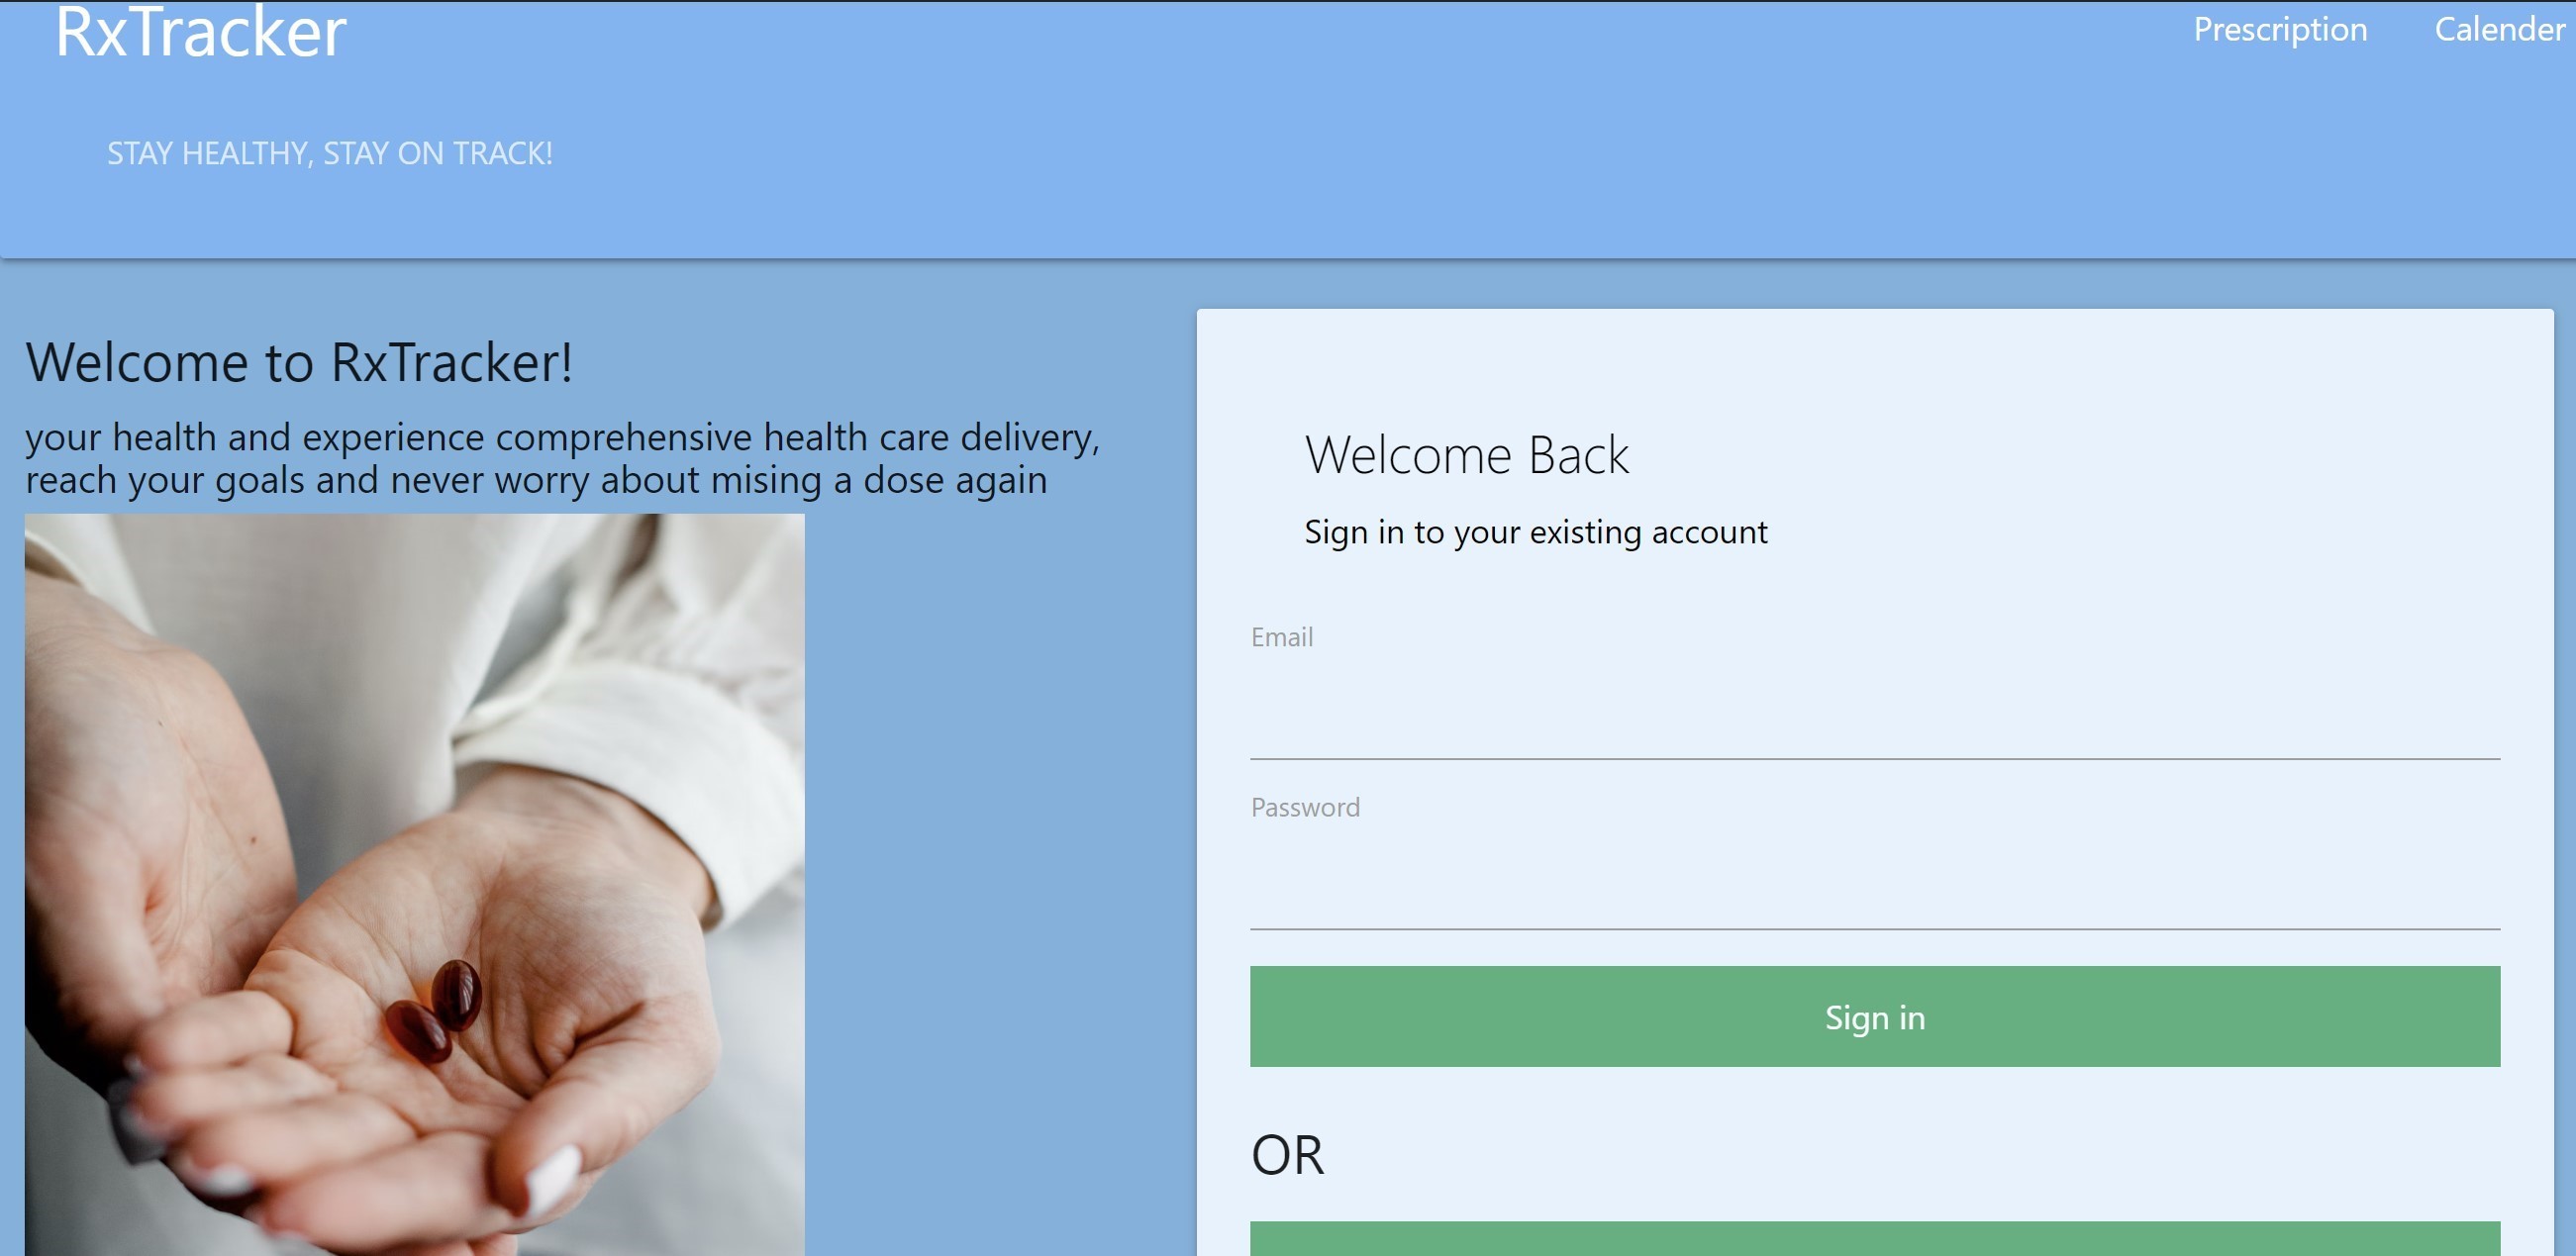 RxTracker
Prescription
Calender
STAY HEALTHY, STAY ON TRACK!
Welcome to RxTracker!
your health and experience comprehensive health care delivery,
reach your goals and never worry about mising a dose again
Welcome Back
Sign in to your existing account
Email
Password
Sign in
OR